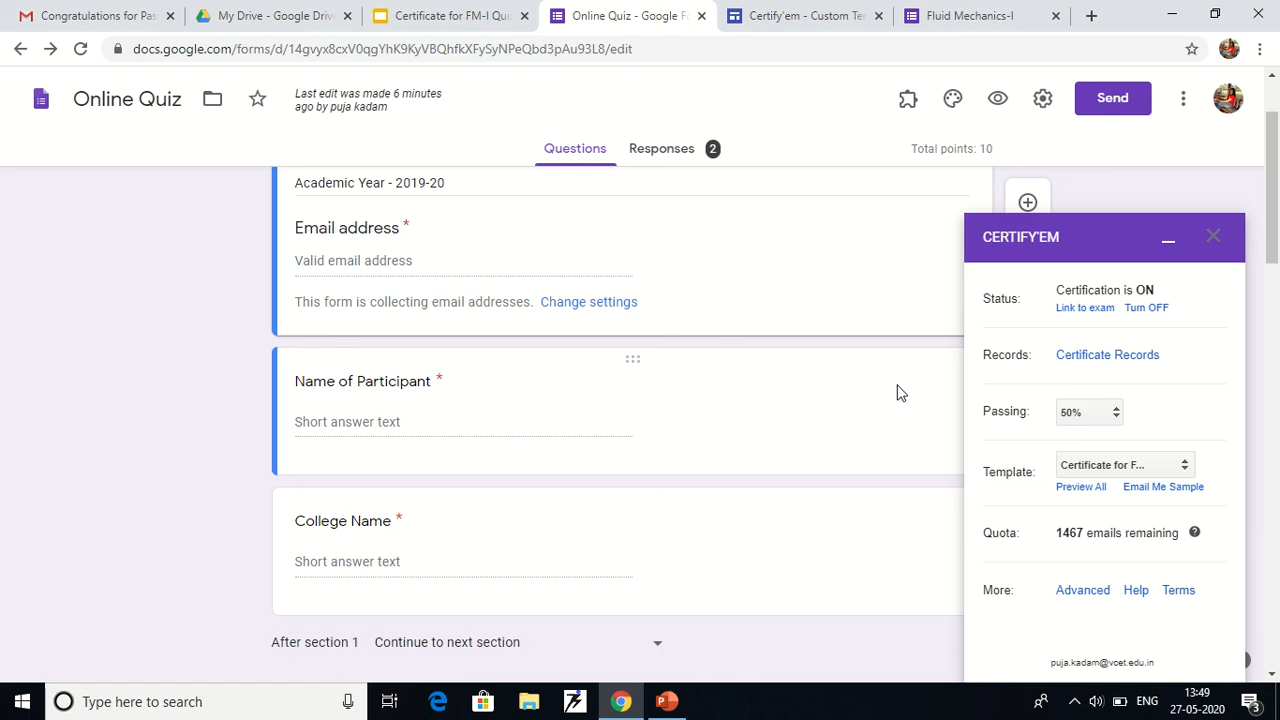 Congratulations for Pas
My Drive - Google Driv
Certificate for FM-I Qui
Online Quiz - Google Fo
Certify'em - Custom Te
Fluid Mechanics-I
docs.google.com/forms/d/14gvyx8cxV0qgYhK9KyVBQhfkXFySyNPeQbd3pAu93L8/edit
Online Quiz
Last edit was made 6 minutes
ago by puja kadam
Send
Questions
Responses 2
Total points: 10
Academic Year - 2019-20
Email address *
Valid email address
This form is collecting email addresses. Change settings
Name of Participant *
Short answer text
College Name *
Short answer text
After section 1 Continue to next section
CERTIFY'EM
Status:
Certification is ON
Link to exam Turn OFF
Records: Certificate Records
Passing: 50%
Template: Certificate for F...
Preview All Email Me Sample
Quota: 1467 emails remaining ?
More: Advanced Help Terms
puja.kadam@vcet.edu.in
Type here to search
ENG
13:49
27-05-2020
3